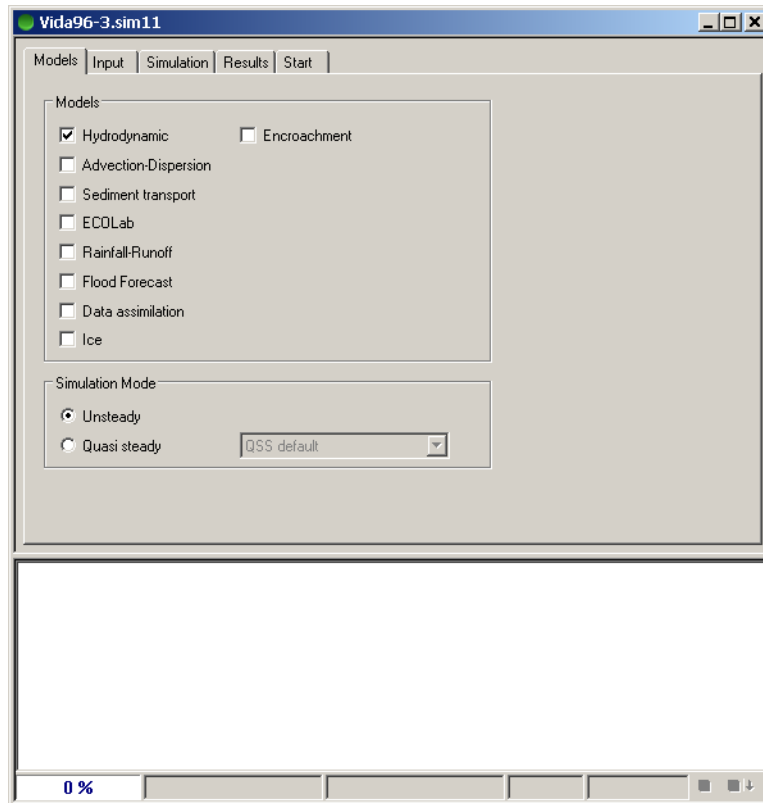 Vida96-3.sim11
Models Input Simulation Results Start
Models
Hydrodynamic Encroachment
Advection-Dispersion
Sediment transport
ECOLab
Rainfall-Runoff
Flood Forecast
Data assimilation
Ice
Simulation Mode
Unsteady
Quasi steady QSS default
0 %